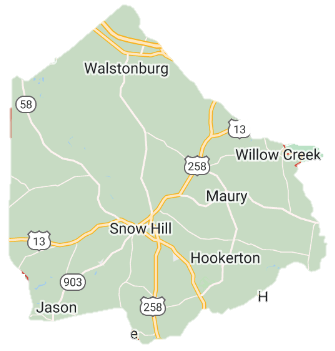 Walstonburg
58
13
258
Willow Creek
Maury
Snow Hill
13
Hookerton
903
H
Jason
258
e